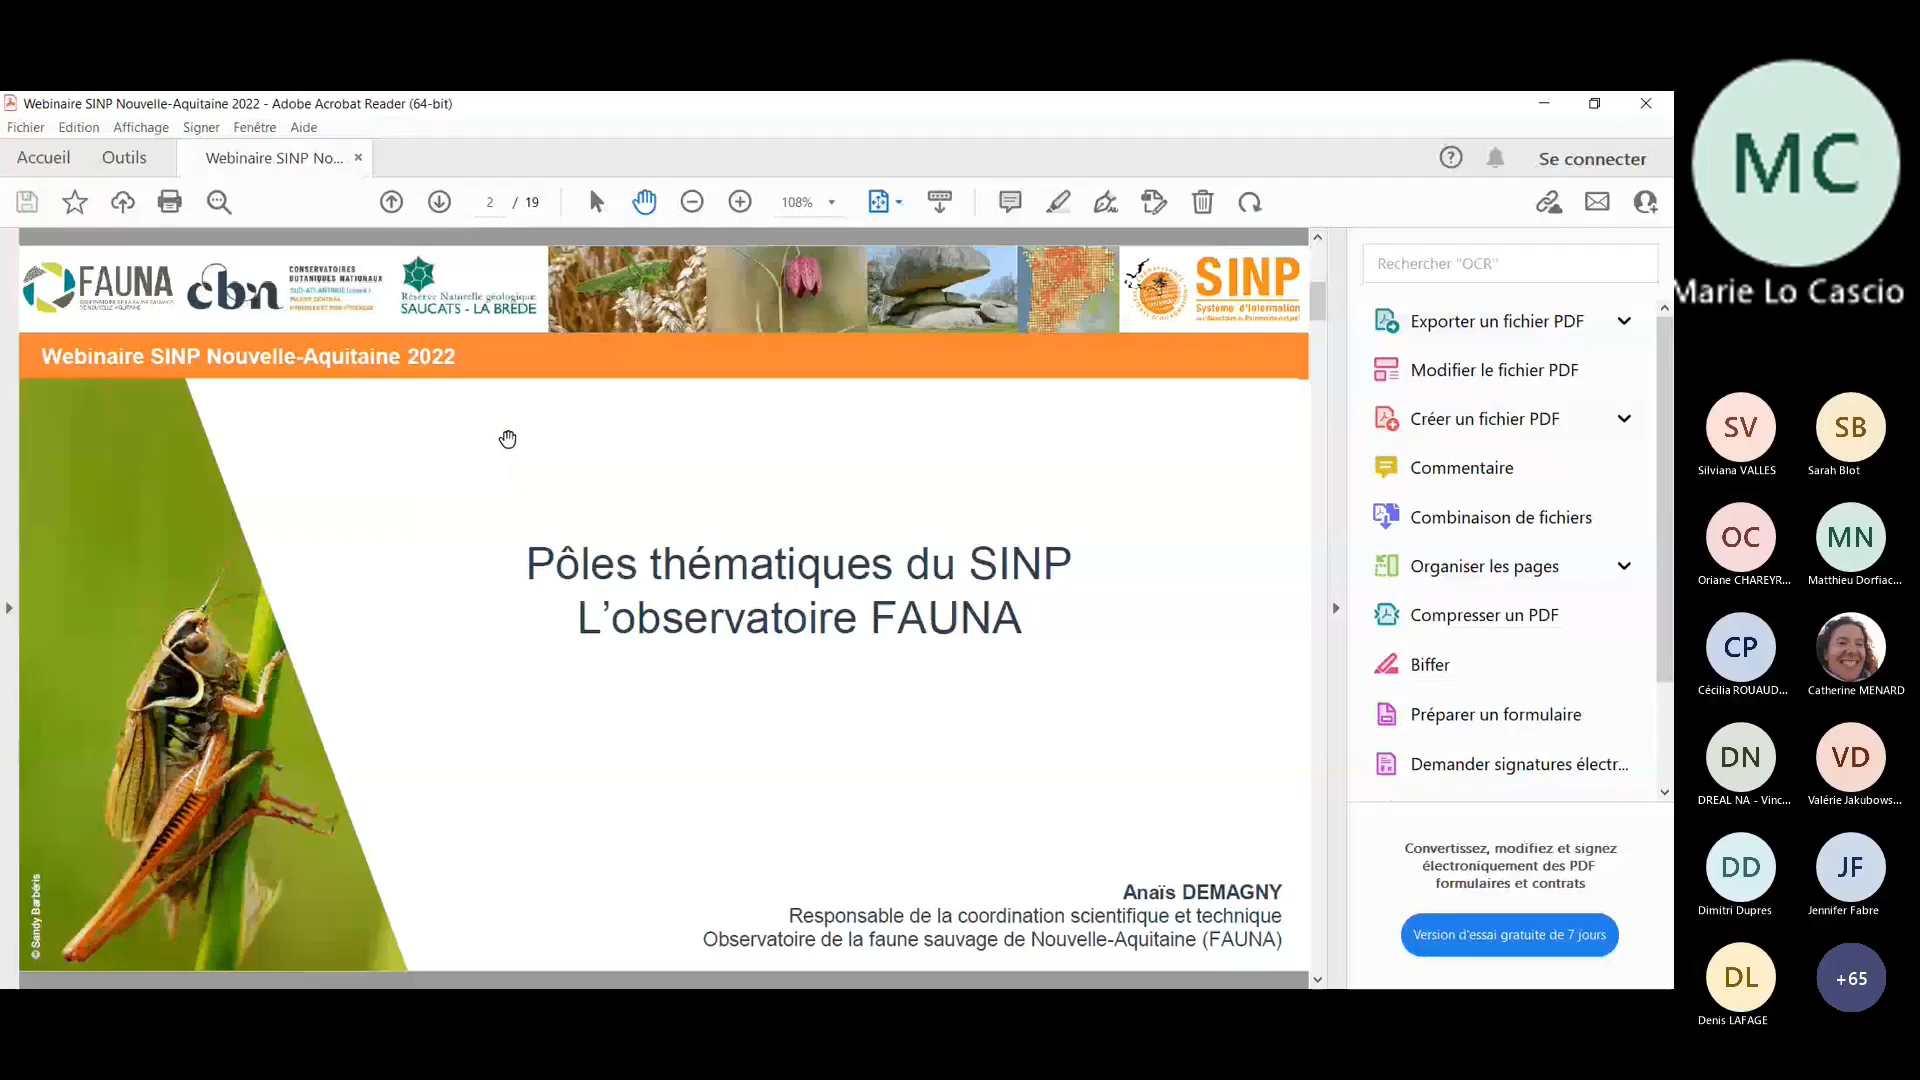 Webinaire SINP Nouvelle-Aquitaine 2022 - Adobe Acrobat Reader (64-bit)
Fichier Edition Affichage Signer Fenêtre Aide
Accueil Outils Webinaire SINP No... Se connecter
2 / 19 108%
FAUNA
cbn
CONSERVATOIRES
BOTANIQUES NATIONAUX
SUD-ATLANTIQUE
MASSIF CENTRAL
Réserve Naturelle géologique
SAUCATS - LA BRÈDE
SINP
Système d'Information
Webinaire SINP Nouvelle-Aquitaine 2022
Pôles thématiques du SINP
L'observatoire FAUNA
Anaïs DEMAGNY
Responsable de la coordination scientifique et technique
Observatoire de la faune sauvage de Nouvelle-Aquitaine (FAUNA)
© Sandy Barbéris
Rechercher "OCR"
Exporter un fichier PDF
Modifier le fichier PDF
Créer un fichier PDF
Commentaire
Combinaison de fichiers
Organiser les pages
Compresser un PDF
Biffer
Préparer un formulaire
Demander signatures électr...
Convertissez, modifiez et signez
électroniquement des PDF
formulaires et contrats
Version d'essai gratuite de 7 jours
MC
Marie Lo Cascio
SV SB
Silviana VALLES Sarah Blot
OC MN
Oriane CHAREYR... Matthieu Dorfiac...
CP
Cécilia ROUAUD... Catherine MENARD
DN VD
DREAL NA - Vinc... Valérie Jakubows...
DD JF
Dimitri Dupres Jennifer Fabre
DL +65
Denis LAFAGE